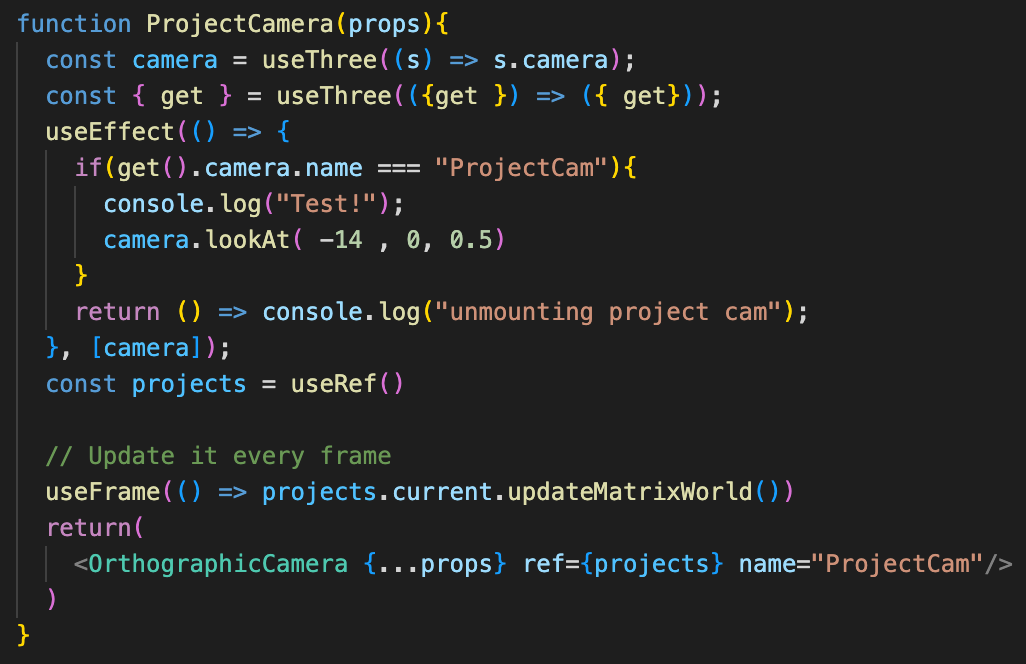 function ProjectCamera(props){
  const camera = useThree((s) => s.camera);
  const { get } = useThree(({get }) => ({ get}));
  useEffect(() => {
    if(get().camera.name === "ProjectCam"){
      console.log("Test!");
      camera.lookAt( -14 , 0, 0.5)
    }
    return () => console.log("unmounting project cam");
  }, [camera]);
  const projects = useRef()

  // Update it every frame
  useFrame(() => projects.current.updateMatrixWorld())
  return(
    <OrthographicCamera {...props} ref={projects} name="ProjectCam"/>
  )
}